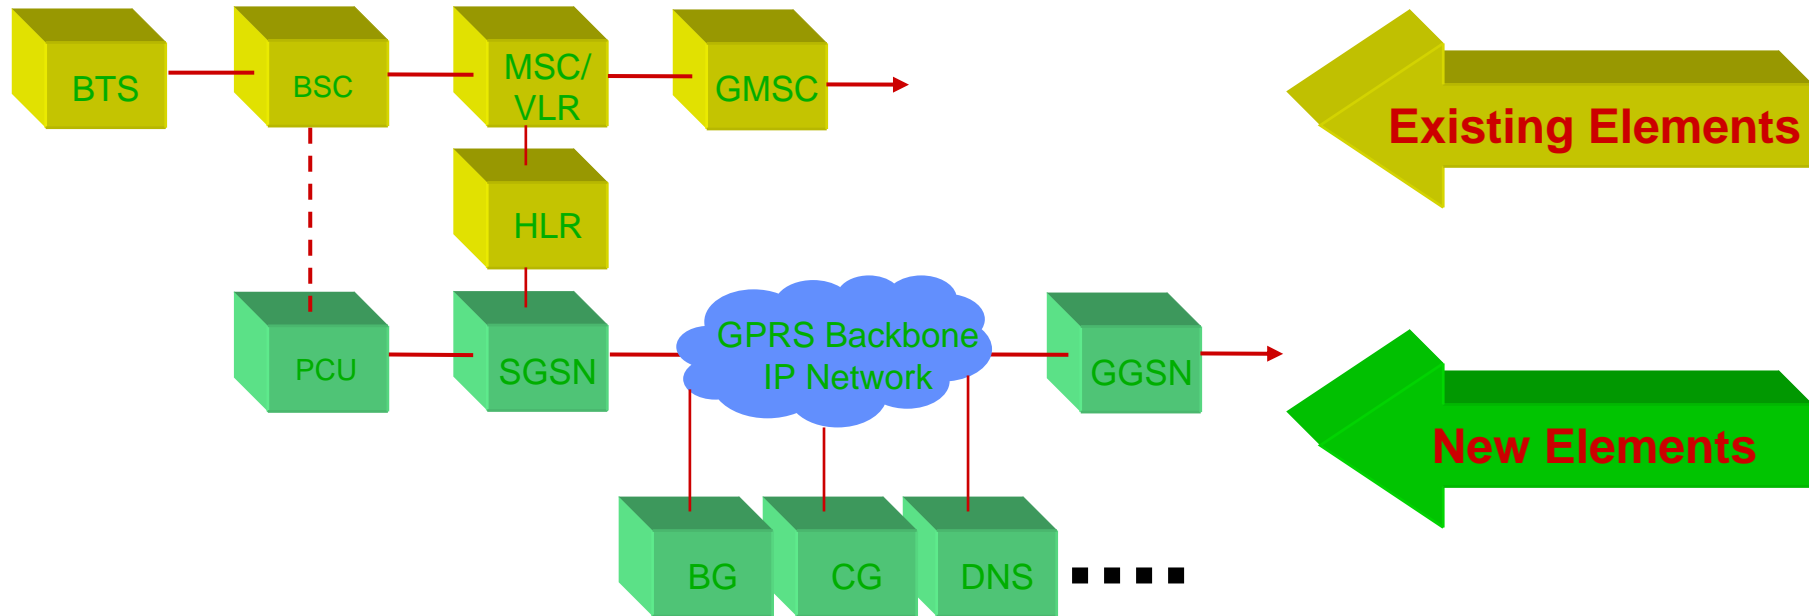 BTS
BSC
MSC/
VLR
GMSC
Existing Elements
HLR
PCU
SGSN
GPRS Backbone
IP Network
GGSN
New Elements
BG
CG
DNS